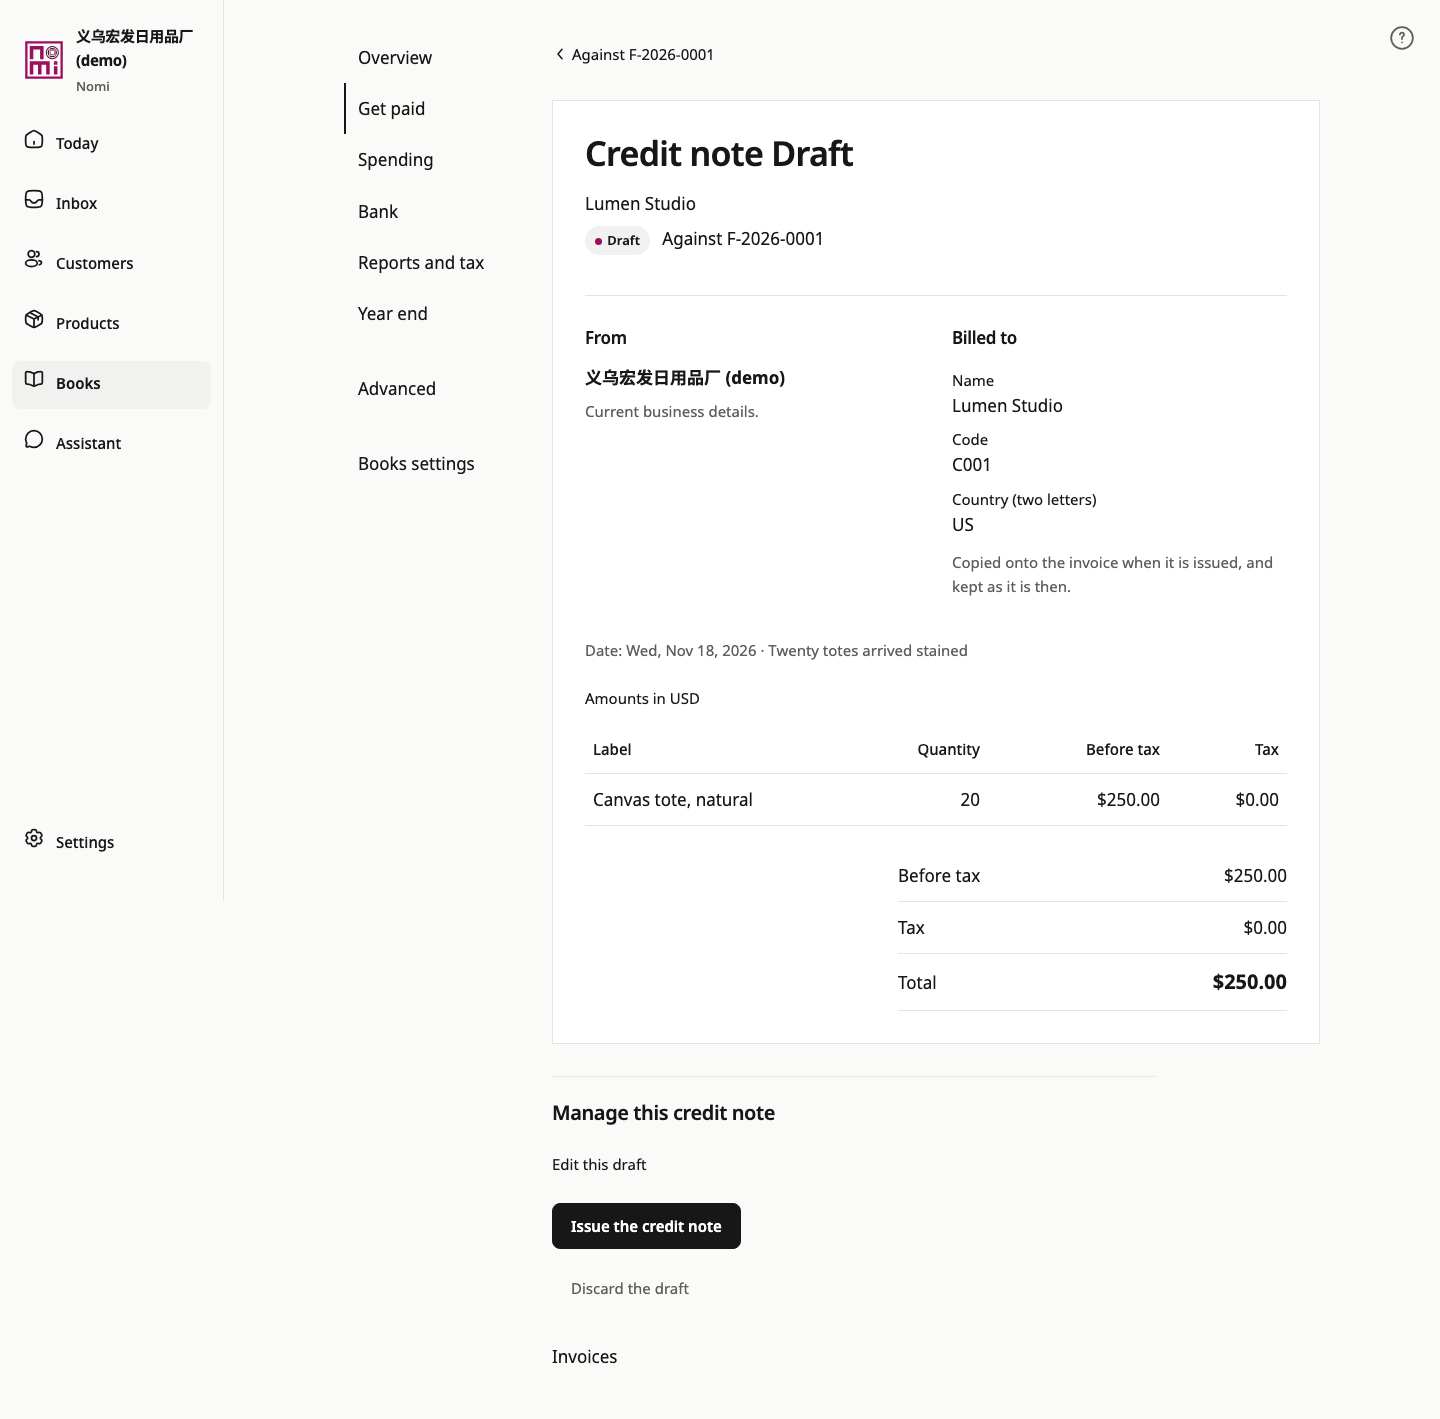 义乌宏发日用品厂
(demo)
Nomi
Today
Inbox
Customers
Products
Books
Assistant
Settings
Overview
Get paid
Spending
Bank
Reports and tax
Year end
Advanced
Books settings
Against F-2026-0001
Credit note Draft
Lumen Studio
Draft Against F-2026-0001
From
义乌宏发日用品厂 (demo)
Current business details.
Billed to
Name
Lumen Studio
Code
C001
Country (two letters)
US
Copied onto the invoice when it is issued, and
kept as it is then.
Date: Wed, Nov 18, 2026 · Twenty totes arrived stained
Amounts in USD
Label Quantity Before tax Tax
Canvas tote, natural 20 $250.00 $0.00
Before tax $250.00
Tax $0.00
Total $250.00
Manage this credit note
Edit this draft
Issue the credit note
Discard the draft
Invoices